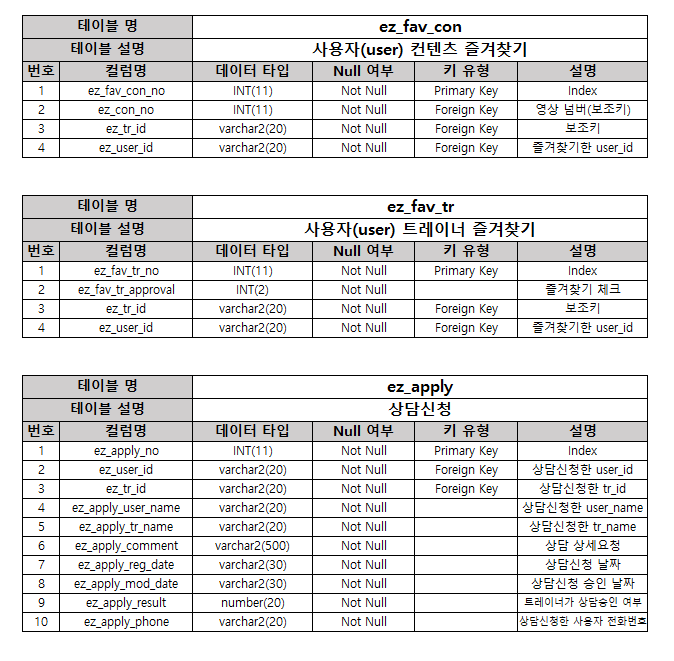 테이블 명 ez_fav_con
테이블 설명 사용자(user) 컨텐츠 즐겨찾기
번호 컬럼명 데이터 타입 Null 여부 키 유형 설명
1 ez_fav_con_no INT(11) Not Null Primary Key Index
2 ez_con_no INT(11) Not Null Foreign Key 영상 넘버(보조키)
3 ez_tr_id varchar2(20) Not Null Foreign Key 보조키
4 ez_user_id varchar2(20) Not Null Foreign Key 즐겨찾기한 user_id
테이블 명 ez_fav_tr
테이블 설명 사용자(user) 트레이너 즐겨찾기
번호 컬럼명 데이터 타입 Null 여부 키 유형 설명
1 ez_fav_tr_no INT(11) Not Null Primary Key Index
2 ez_fav_tr_approval INT(2) Not Null 즐겨찾기 체크
3 ez_tr_id varchar2(20) Not Null Foreign Key 보조키
4 ez_user_id varchar2(20) Not Null Foreign Key 즐겨찾기한 user_id
테이블 명 ez_apply
테이블 설명 상담신청
번호 컬럼명 데이터 타입 Null 여부 키 유형 설명
1 ez_apply_no INT(11) Not Null Primary Key Index
2 ez_user_id varchar2(20) Not Null Foreign Key 상담신청한 user_id
3 ez_tr_id varchar2(20) Not Null Foreign Key 상담신청한 tr_id
4 ez_apply_user_name varchar2(20) Not Null 상담신청한 user_name
5 ez_apply_tr_name varchar2(20) Not Null 상담신청한 tr_name
6 ez_apply_comment varchar2(500) Not Null 상담 상세요청
7 ez_apply_reg_date varchar2(30) Not Null 상담신청 날짜
8 ez_apply_mod_date varchar2(30) Not Null 상담신청 승인 날짜
9 ez_apply_result number(20) Not Null 트레이너가 상담승인 여부
10 ez_apply_phone varchar2(20) Not Null 상담신청한 사용자 전화번호